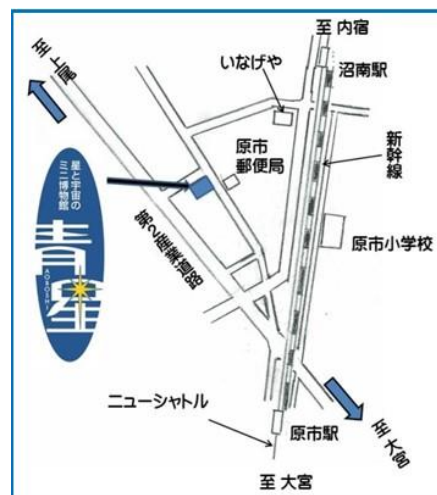 至 内宿
至 上尾
沼南駅
いなげや
新幹線
原市
郵便局
星と宇宙の
ミニ博物館
青星
AOBOSHI
第2産業道路
原市小学校
ニューシャトル
原市駅
至 大宮
至 大宮